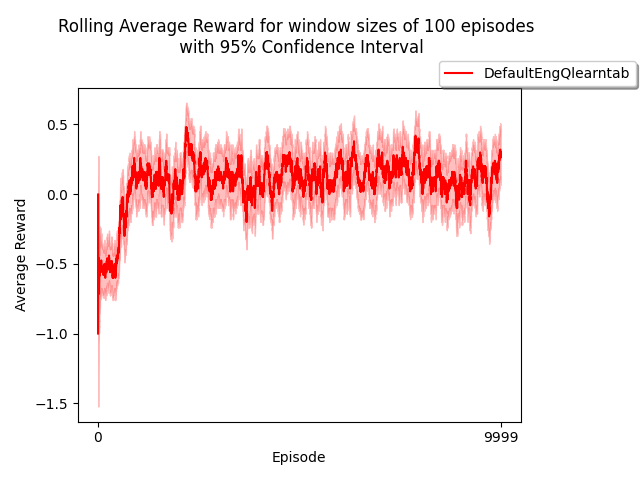 Rolling Average Reward for window sizes of 100 episodes
with 95% Confidence Interval
DefaultEngQlearntab
0.5
0.0
−0.5
−1.0
−1.5
Average Reward
0
9999
Episode